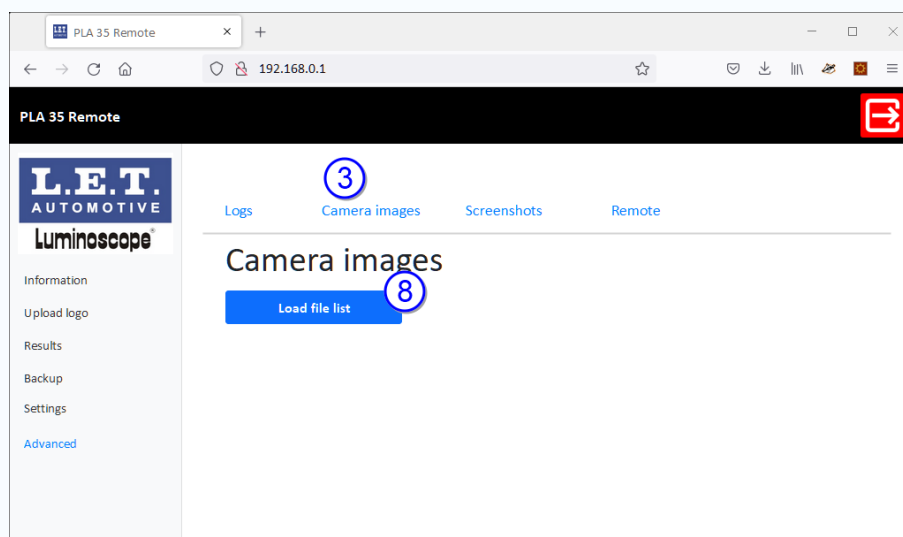 PLA 35 Remote
192.168.0.1
PLA 35 Remote
L.E.T.
AUTOMOTIVE
Luminoscope®
Information
Upload logo
Results
Backup
Settings
Advanced
3
Logs Camera images Screenshots Remote
Camera images
8
Load file list